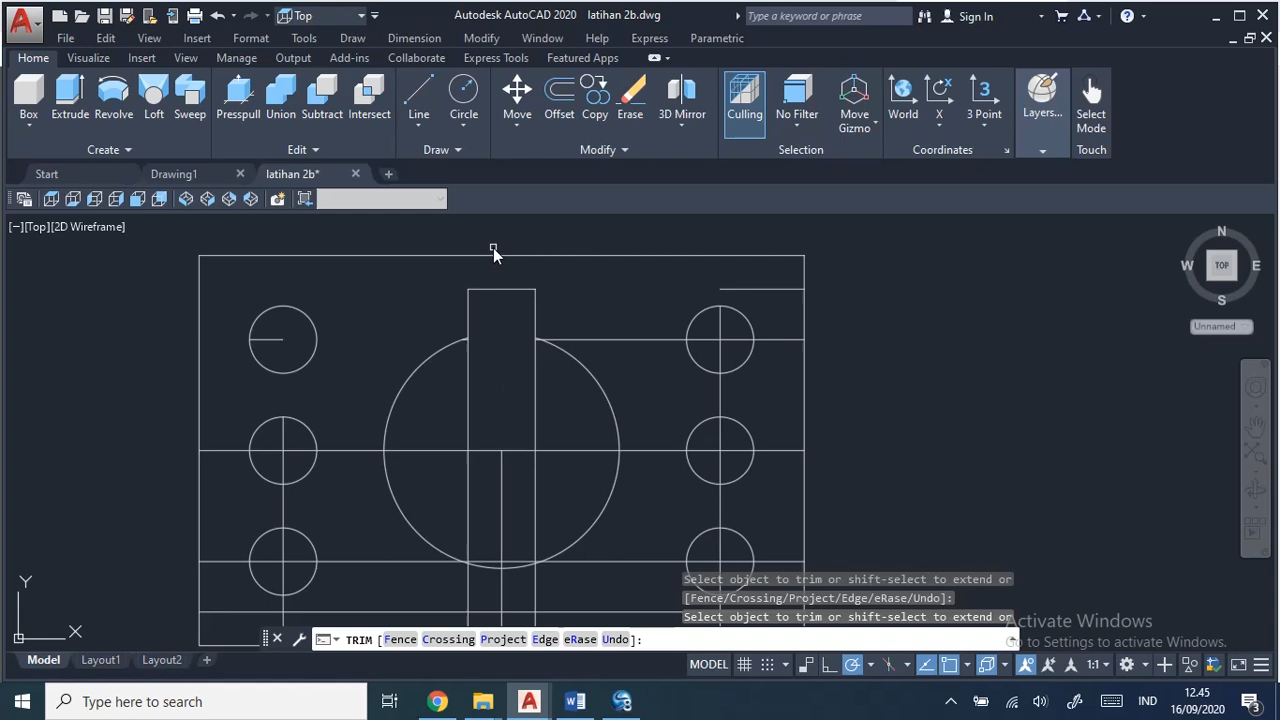 Top
Autodesk AutoCAD 2020 latihan 2b.dwg
Type a keyword or phrase
Sign In
File Edit View Insert Format Tools Draw Dimension Modify Window Help Express Parametric
Home Visualize Insert View Manage Output Add-ins Collaborate Express Tools Featured Apps
Box Extrude Revolve Loft Sweep Presspull Union Subtract Intersect Line Circle Move Offset Copy Erase 3D Mirror Culling No Filter Move Gizmo World X 3 Point Layers... Select Mode
Create Edit Draw Modify Selection Coordinates Touch
Start Drawing1 latihan 2b*
[−][Top][2D Wireframe]
N
W TOP E
S
Unnamed
Y
X
Select object to trim or shift-select to extend or
[Fence/Crossing/Project/Edge/eRase/Undo]:
Select object to trim or shift-select to extend or
TRIM [Fence Crossing Project Edge eRase Undo]:
Activate Windows
Go to Settings to activate Windows.
Model Layout1 Layout2 +
MODEL 1:1
Type here to search
IND
12.45
16/09/2020
3